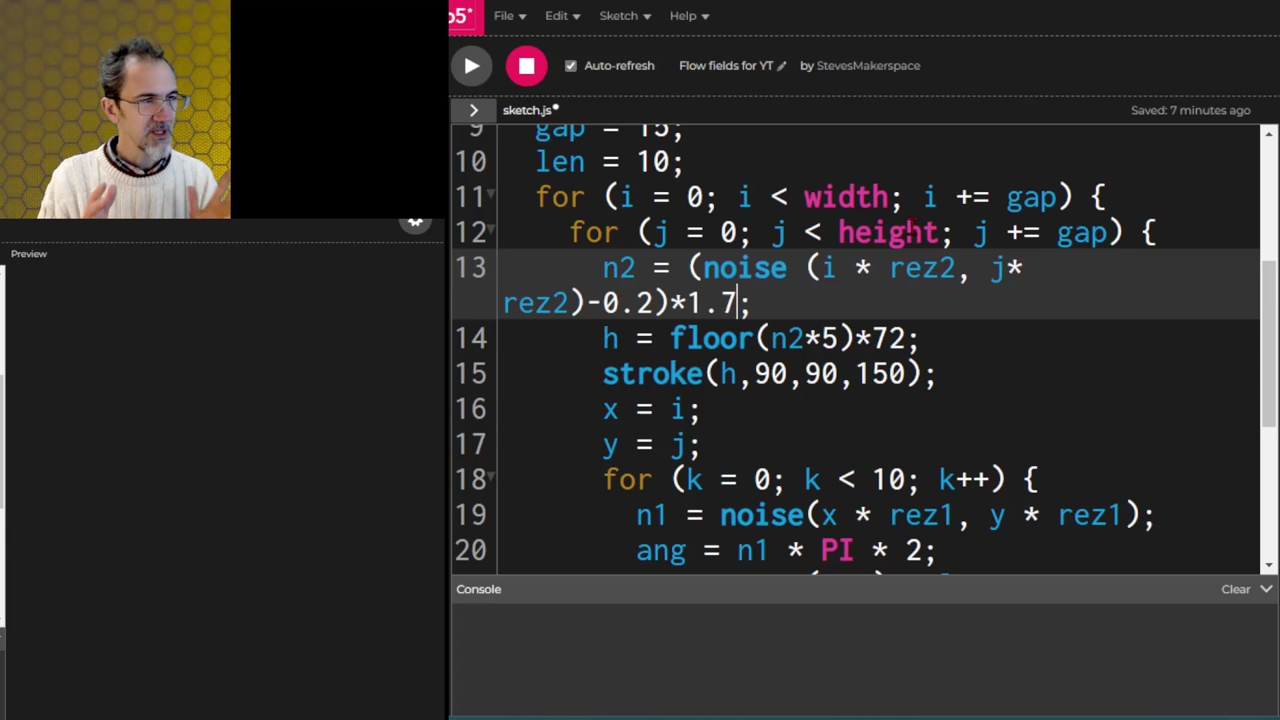 p5* File Edit Sketch Help
Auto-refresh Flow fields for YT by StevesMakerspace
sketch.js* Saved: 7 minutes ago
Preview
9 gap = 15;
10 len = 10;
11 for (i = 0; i < width; i += gap) {
12 for (j = 0; j < height; j += gap) {
13 n2 = (noise (i * rez2, j*
rez2)-0.2)*1.7;
14 h = floor(n2*5)*72;
15 stroke(h,90,90,150);
16 x = i;
17 y = j;
18 for (k = 0; k < 10; k++) {
19 n1 = noise(x * rez1, y * rez1);
20 ang = n1 * PI * 2;
Console Clear